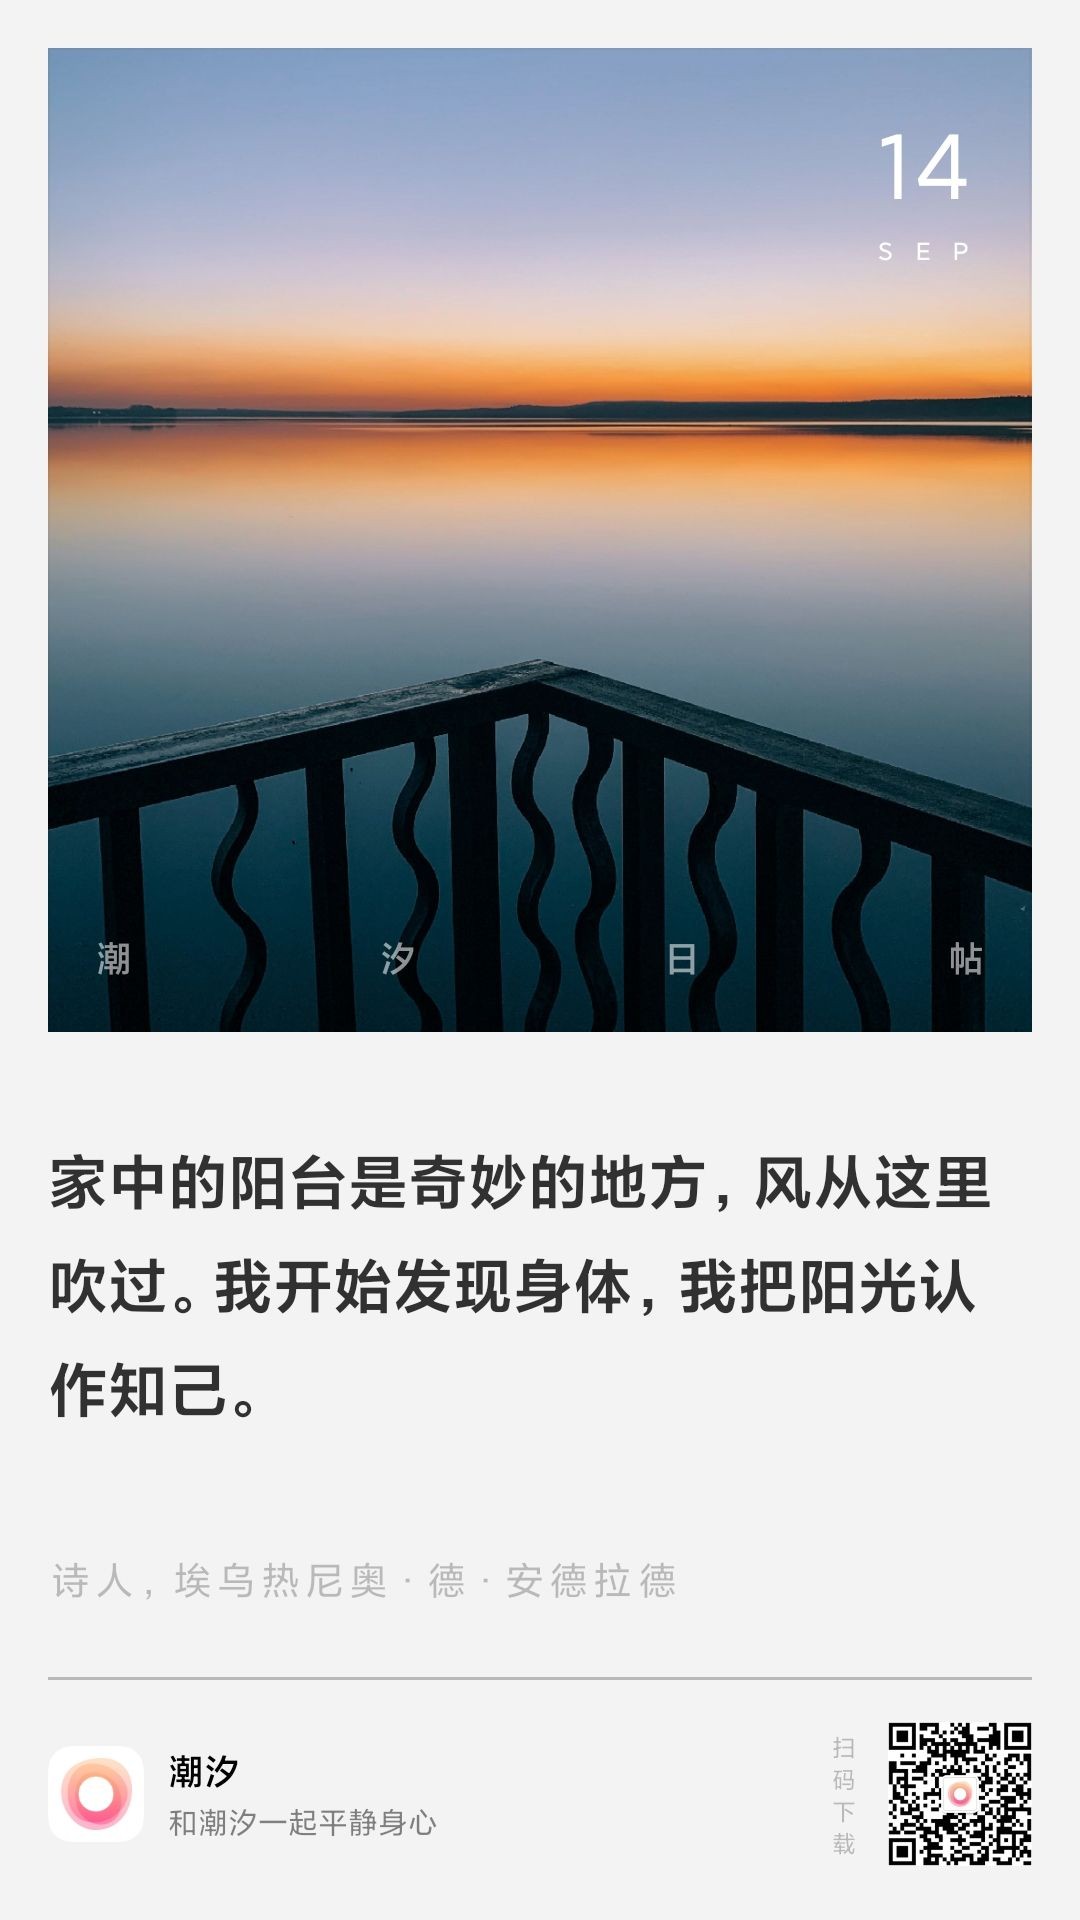 14
SEP
潮汐日帖
家中的阳台是奇妙的地方，风从这里
吹过。我开始发现身体，我把阳光认
作知己。
诗人，埃乌热尼奥·德·安德拉德
潮汐
和潮汐一起平静身心
扫码下载